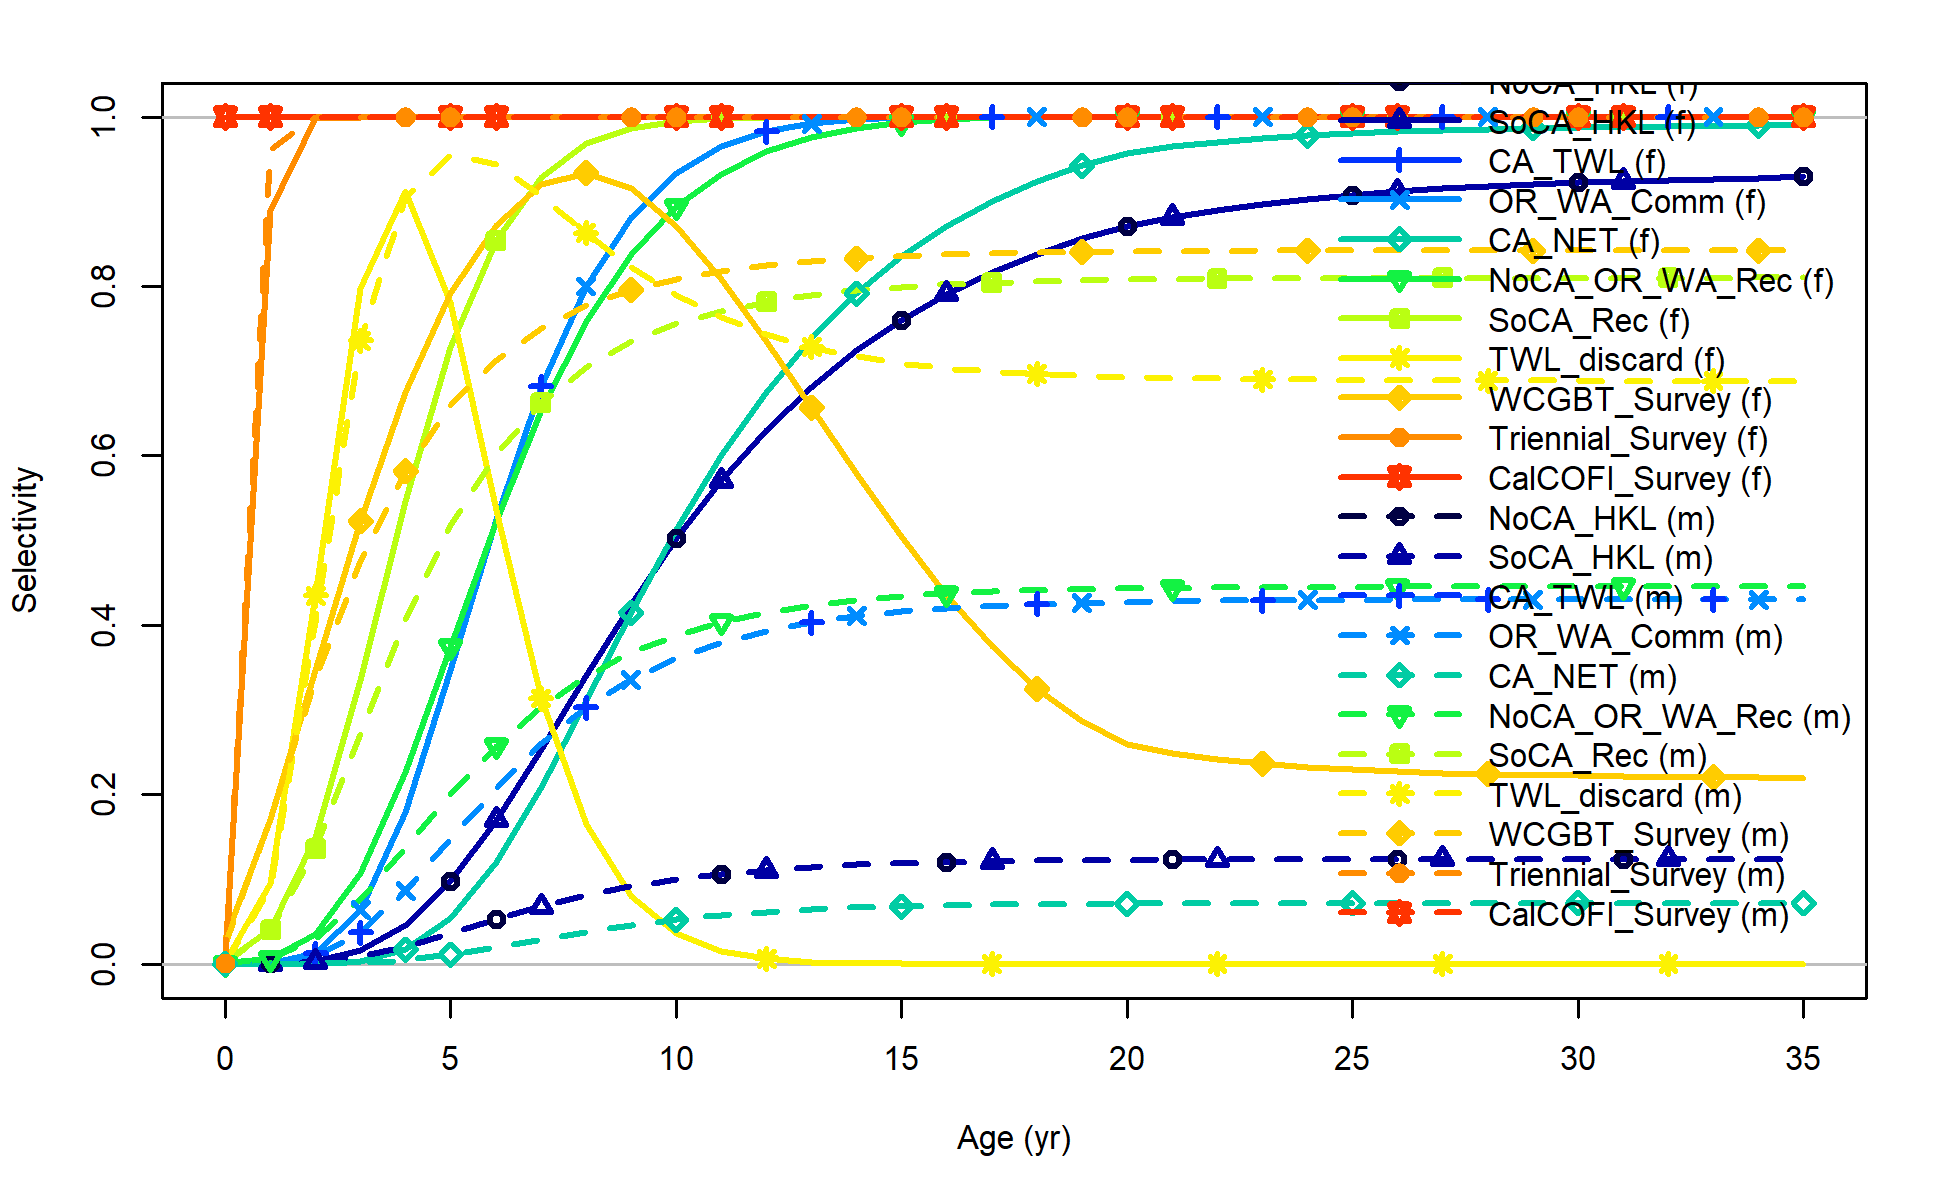 NoCA_HKL (f)
SoCA_HKL (f)
CA_TWL (f)
OR_WA_Comm (f)
CA_NET (f)
NoCA_OR_WA_Rec (f)
SoCA_Rec (f)
TWL_discard (f)
WCGBT_Survey (f)
Triennial_Survey (f)
CalCOFI_Survey (f)
NoCA_HKL (m)
SoCA_HKL (m)
CA_TWL (m)
OR_WA_Comm (m)
CA_NET (m)
NoCA_OR_WA_Rec (m)
SoCA_Rec (m)
TWL_discard (m)
WCGBT_Survey (m)
Triennial_Survey (m)
CalCOFI_Survey (m)
Selectivity
1.0
0.8
0.6
0.4
0.2
0.0
0 5 10 15 20 25 30 35
Age (yr)